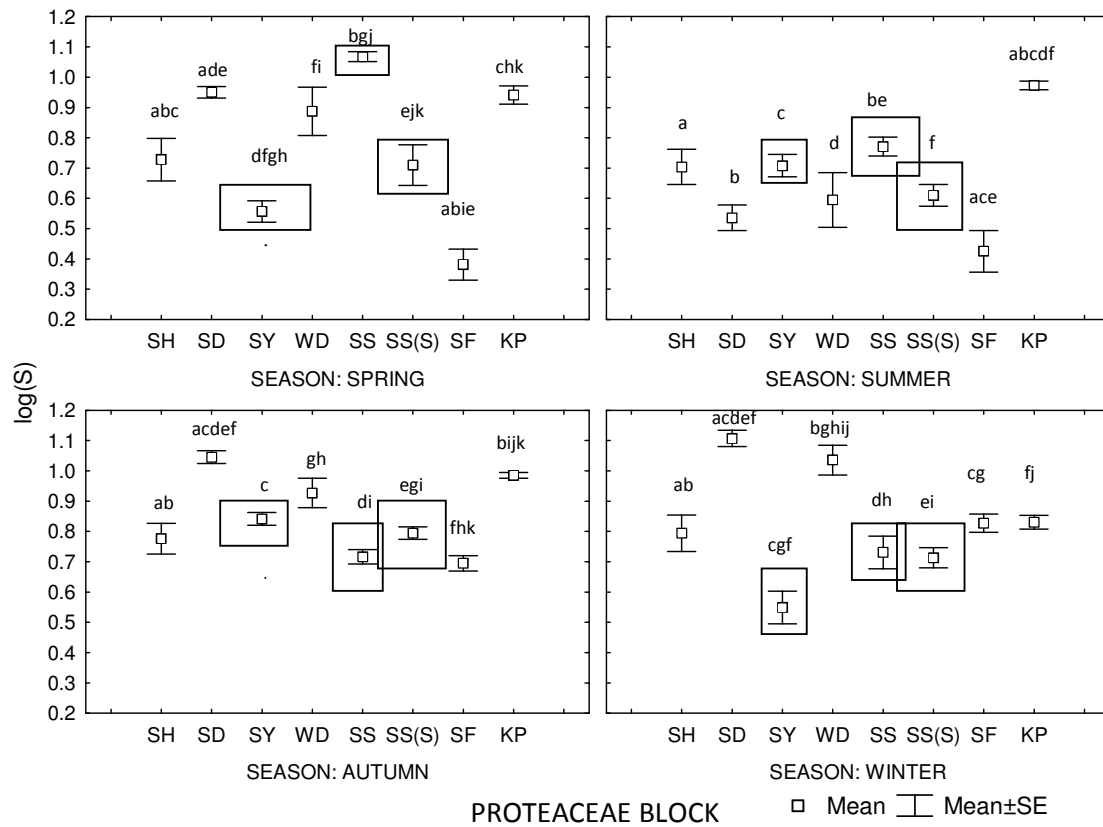 1.2
1.1
1.0
0.9
0.8
0.7
0.6
0.5
0.4
0.3
0.2
abc ade dfgh fi bgj ejk abie chk
SH SD SY WD SS SS(S) SF KP
SEASON: SPRING
a b c d be f ace abcdf
SH SD SY WD SS SS(S) SF KP
SEASON: SUMMER
log(S)
1.2
1.1
1.0
0.9
0.8
0.7
0.6
0.5
0.4
0.3
0.2
ab acdef c gh di egi fhk bijk
SH SD SY WD SS SS(S) SF KP
SEASON: AUTUMN
ab acdef cgf bghij dh ei cg fj
SH SD SY WD SS SS(S) SF KP
SEASON: WINTER
PROTEACEAE BLOCK
Mean Mean±SE